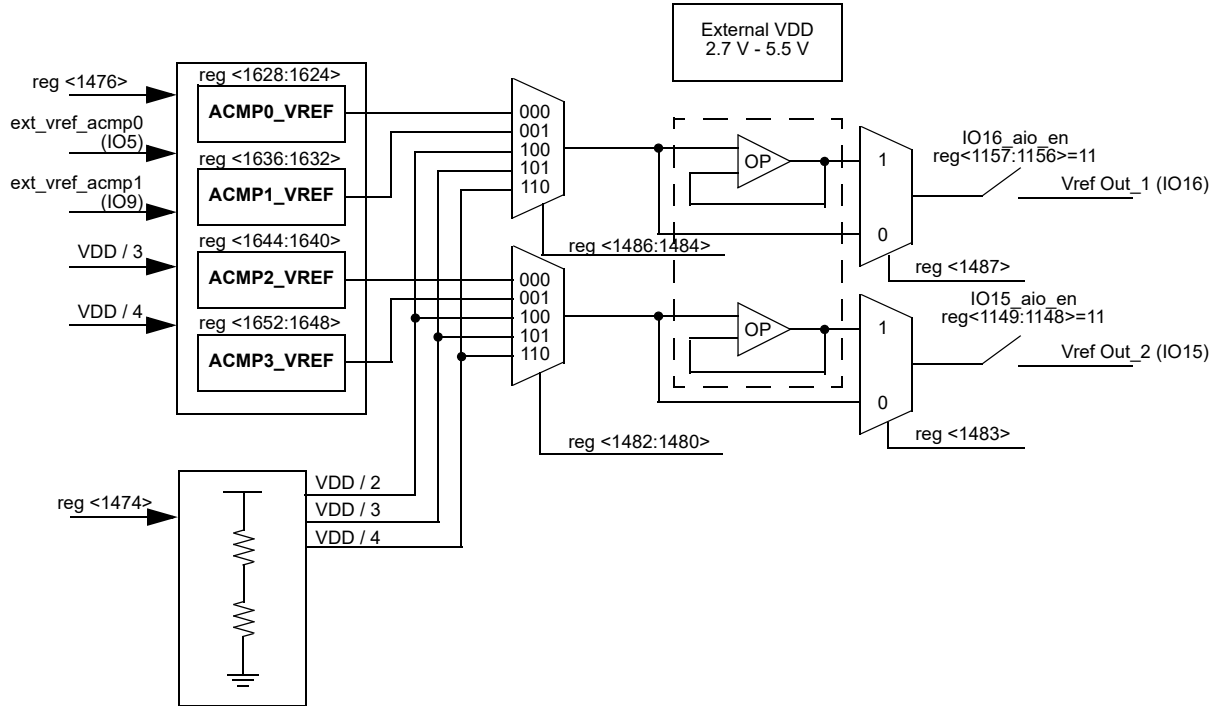 External VDD
2.7 V - 5.5 V
reg <1476>
ext_vref_acmp0
(IO5)
ext_vref_acmp1
(IO9)
VDD / 3
VDD / 4
reg <1628:1624>
ACMP0_VREF
reg <1636:1632>
ACMP1_VREF
reg <1644:1640>
ACMP2_VREF
reg <1652:1648>
ACMP3_VREF
000
001
100
101
110
reg <1486:1484>
OP
1
0
reg <1487>
IO16_aio_en
reg<1157:1156>=11
Vref Out_1 (IO16)
000
001
100
101
110
reg <1482:1480>
OP
1
0
reg <1483>
IO15_aio_en
reg<1149:1148>=11
Vref Out_2 (IO15)
reg <1474>
VDD / 2
VDD / 3
VDD / 4